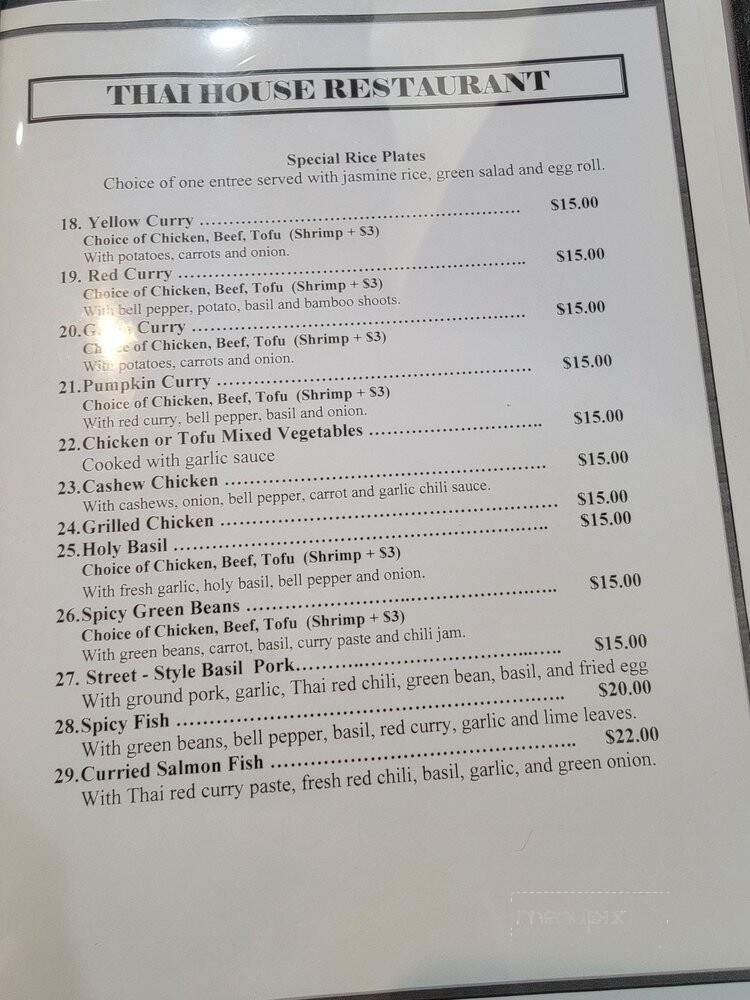 THAI HOUSE RESTAURANT
Special Rice Plates
Choice of one entree served with jasmine rice, green salad and egg roll.
18. Yellow Curry ........................................................ $15.00
Choice of Chicken, Beef, Tofu (Shrimp + $3)
With potatoes, carrots and onion.
19. Red Curry ............................................................ $15.00
Choice of Chicken, Beef, Tofu (Shrimp + $3)
With bell pepper, potato, basil and bamboo shoots.
20. Curry ......................................................... $15.00
Choice of Chicken, Beef, Tofu (Shrimp + $3)
With potatoes, carrots and onion.
21.Pumpkin Curry ...................................................... $15.00
Choice of Chicken, Beef, Tofu (Shrimp + $3)
With red curry, bell pepper, basil and onion.
22.Chicken or Tofu Mixed Vegetables .............................. $15.00
Cooked with garlic sauce
23.Cashew Chicken ...................................................... $15.00
With cashews, onion, bell pepper, carrot and garlic chili sauce.
24.Grilled Chicken ......................................................... $15.00
25.Holy Basil ................................................................ $15.00
Choice of Chicken, Beef, Tofu (Shrimp + $3)
With fresh garlic, holy basil, bell pepper and onion.
26.Spicy Green Beans .................................................... $15.00
Choice of Chicken, Beef, Tofu (Shrimp + $3)
With green beans, carrot, basil, curry paste and chili jam.
27. Street - Style Basil Pork............................................. $15.00
With ground pork, garlic, Thai red chili, green bean, basil, and fried egg
28.Spicy Fish ................................................................. $20.00
With green beans, bell pepper, basil, red curry, garlic and lime leaves.
29.Curried Salmon Fish .................................................. $22.00
With Thai red curry paste, fresh red chili, basil, garlic, and green onion.